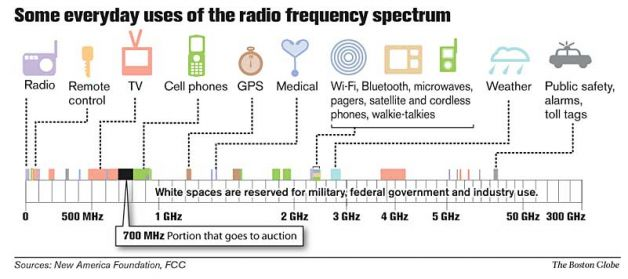 Some everyday uses of the radio frequency spectrum
Radio
Remote
control
TV
Cell phones
GPS
Medical
Wi-Fi, Bluetooth, microwaves,
pagers, satellite and cordless
phones, walkie-talkies
Weather
Public safety,
alarms,
toll tags
White spaces are reserved for military, federal government and industry use.
0 500 MHz 1 GHz 2 GHz 3 GHz 4 GHz 5 GHz 50 GHz 300 GHz
700 MHz Portion that goes to auction
Sources: New America Foundation, FCC
The Boston Globe